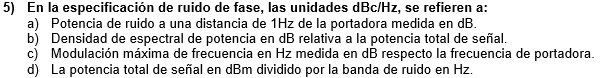 5) En la especificación de ruido de fase, las unidades dBc/Hz, se refieren a:
a) Potencia de ruido a una distancia de 1Hz de la portadora medida en dB.
b) Densidad de espectral de potencia en dB relativa a la potencia total de señal.
c) Modulación máxima de frecuencia en Hz medida en dB respecto la frecuencia de portadora.
d) La potencia total de señal en dBm dividido por la banda de ruido en Hz.